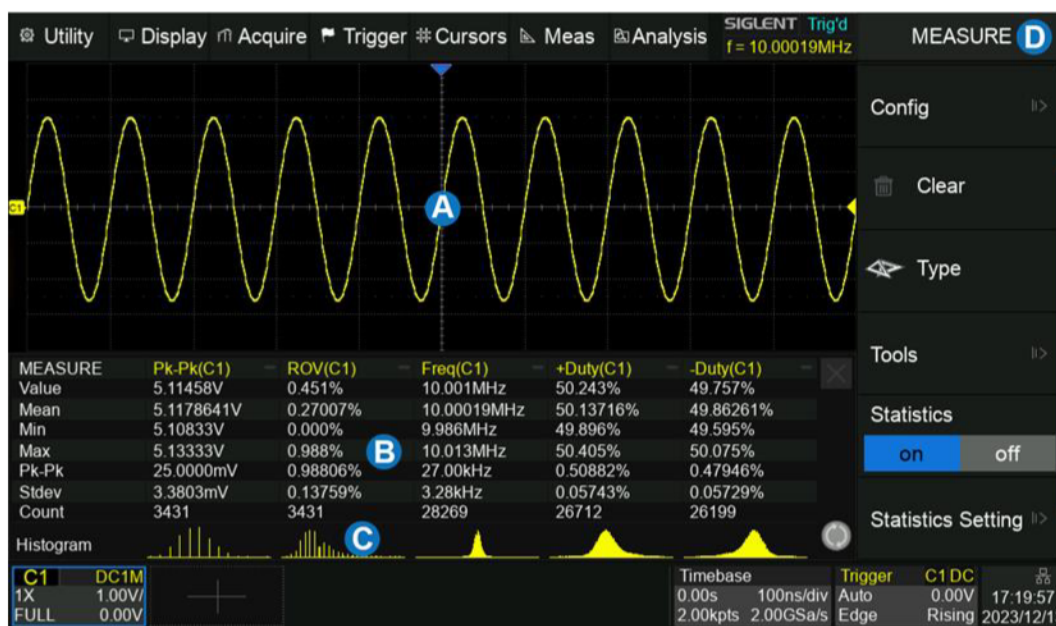 Utility Display Acquire Trigger Cursors Meas Analysis SIGLENT Trig'd MEASURE D
f = 10.00019MHz
Config
Clear
A
C1
Type
MEASURE Pk-Pk(C1) ROV(C1) Freq(C1) +Duty(C1) -Duty(C1)
Value 5.11458V 0.451% 10.001MHz 50.243% 49.757%
Mean 5.1178641V 0.27007% 10.00019MHz 50.13716% 49.86261%
Min 5.10833V 0.000% 9.986MHz 49.896% 49.595%
Max 5.13333V 0.988% B 10.013MHz 50.405% 50.075%
Pk-Pk 25.0000mV 0.98806% 27.00kHz 0.50882% 0.47946%
Stdev 3.3803mV 0.13759% 3.28kHz 0.05743% 0.05729%
Count 3431 3431 28269 26712 26199
Histogram C
Tools
Statistics
on off
Statistics Setting
C1 DC1M
1X 1.00V/
FULL 0.00V
Timebase
0.00s 100ns/div
2.00kpts 2.00GSa/s
Trigger C1 DC
Auto 0.00V
Edge Rising
17:19:57